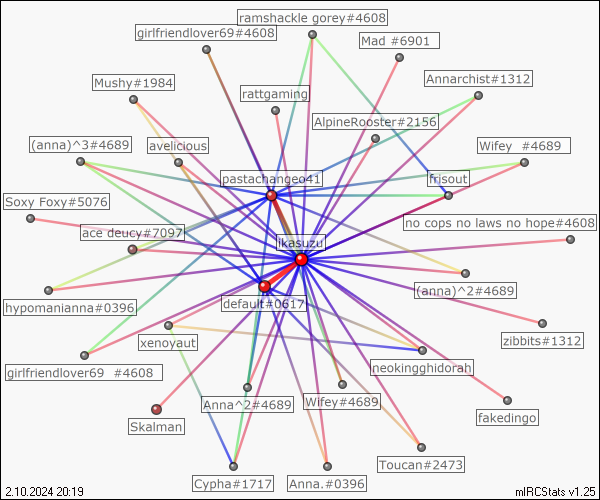 ramshackle gorey#4608
girlfriendlover69#4608
Mad #6901
Mushy#1984
Annarchist#1312
rattgaming
AlpineRooster#2156
(anna)^3#4689
avelicious
Wifey  #4689
pastachangeo41
frisout
Soxy Foxy#5076
no cops no laws no hope#4608
ace deucy#7097
likasuzu
(anna)^2#4689
default#0617
hypomanianna#0396
xenoyaut
zibbits#1312
girlfriendlover69  #4608
neokingghidorah
Anna^2#4689
Wifey#4689
fakedingo
Skalman
Toucan#2473
Cypha#1717
Anna.#0396
2.10.2024 20:19
mIRCStats v1.25